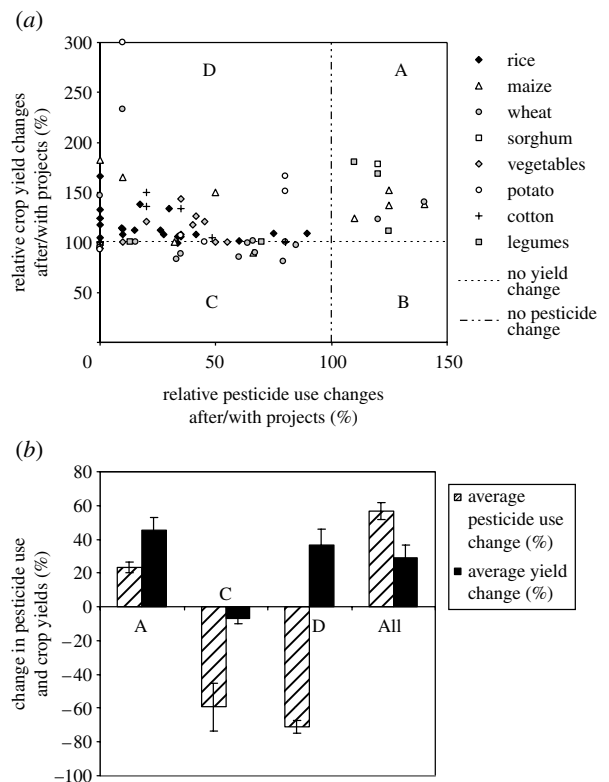 (a)
300
250
200
150
100
50
0
50
100
150
D
A
C
B
relative crop yield changes
after/with projects (%)
relative pesticide use changes
after/with projects (%)
rice
maize
wheat
sorghum
vegetables
potato
cotton
legumes
no yield
change
no pesticide
change
(b)
80
60
40
20
0
−20
−40
−60
−80
−100
change in pesticide use
and crop yields (%)
A
C
D
All
average
pesticide use
change (%)
average yield
change (%)